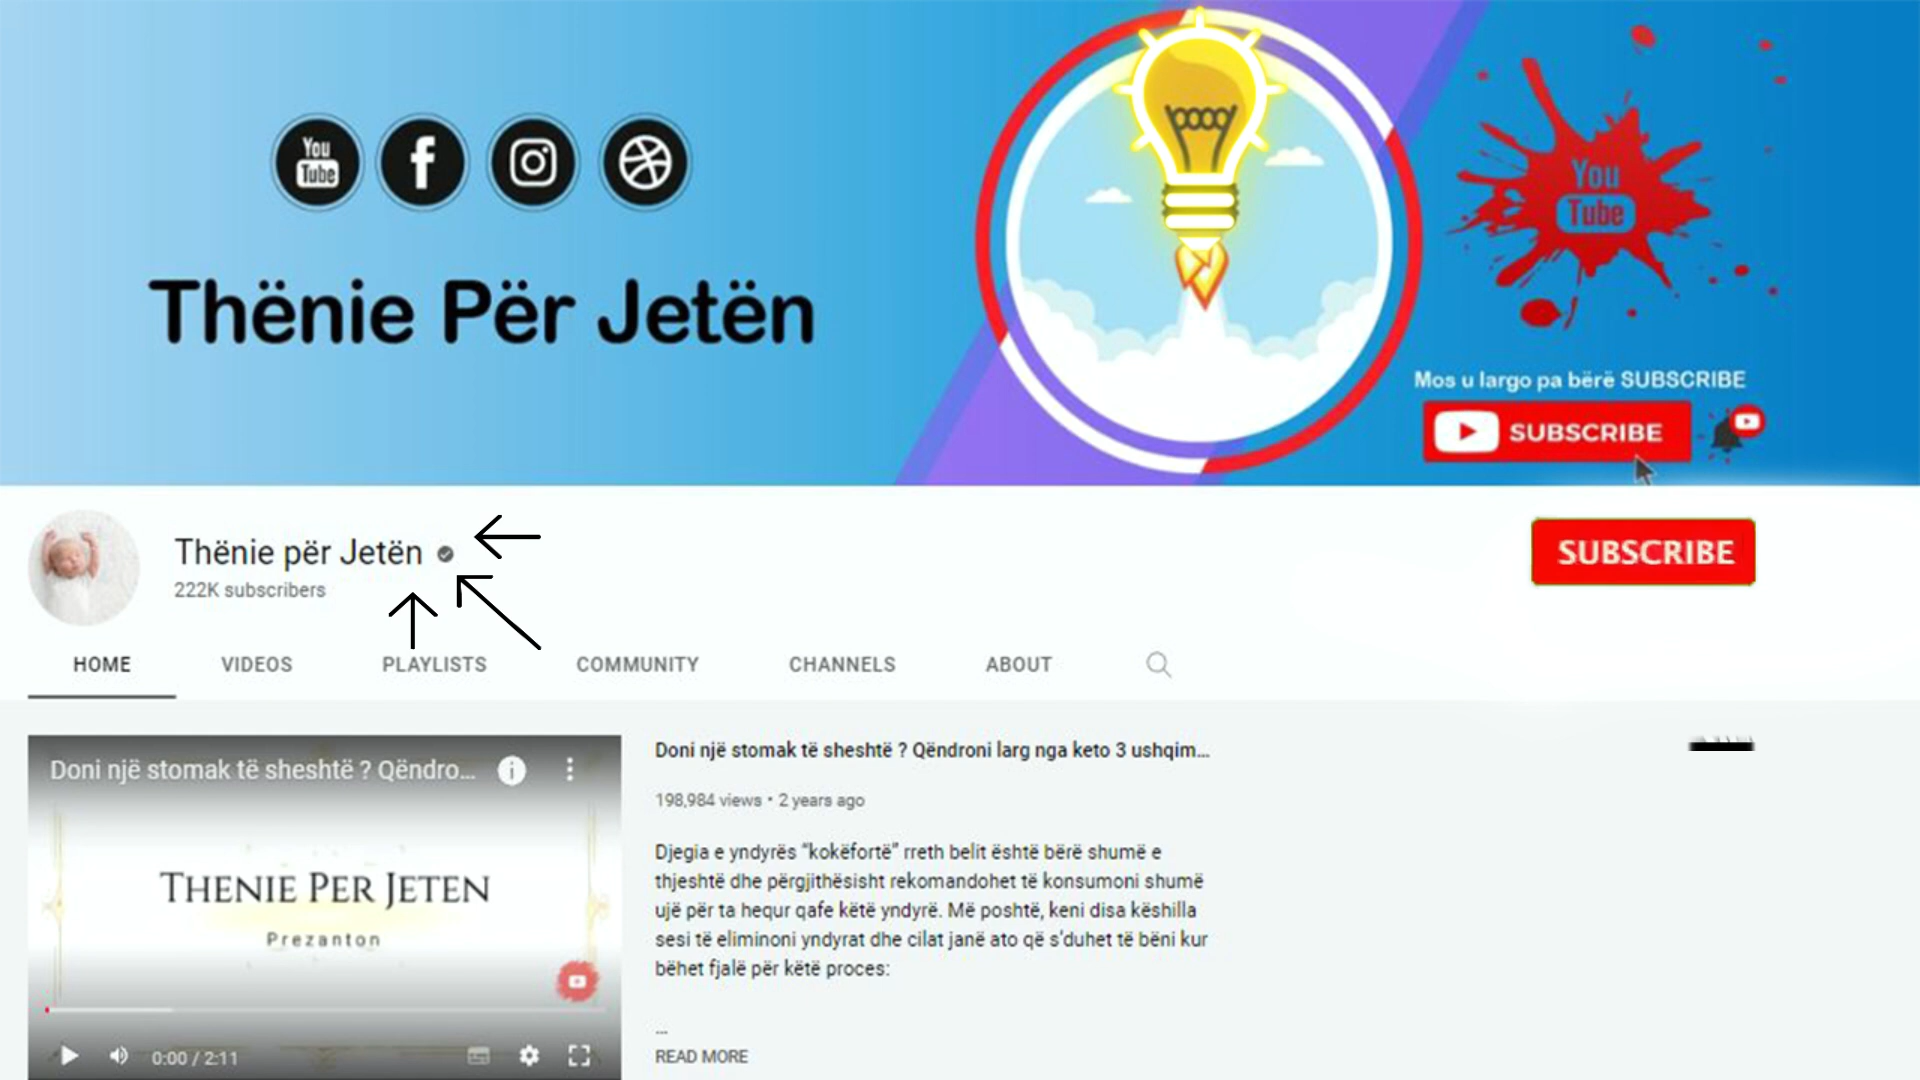 You
Tube
Thënie Për Jetën
You
Tube
Mos u largo pa bërë SUBSCRIBE
SUBSCRIBE
Thënie për Jetën
222K subscribers
SUBSCRIBE
HOME
VIDEOS
PLAYLISTS
COMMUNITY
CHANNELS
ABOUT
Doni një stomak të sheshtë ? Qëndro...
THENIE PER JETEN
Prezanton
0:00 / 2:11
Doni një stomak të sheshtë ? Qëndroni larg nga keto 3 ushqim...
198,984 views • 2 years ago
Djegia e yndyrës “kokëfortë” rreth belit është bërë shumë e
thjeshtë dhe përgjithësisht rekomandohet të konsumoni shumë
ujë për ta hequr qafe këtë yndyrë. Më poshtë, keni disa këshilla
sesi të eliminoni yndyrat dhe cilat janë ato që s'duhet të bëni kur
bëhet fjalë për këtë proces:
...
READ MORE